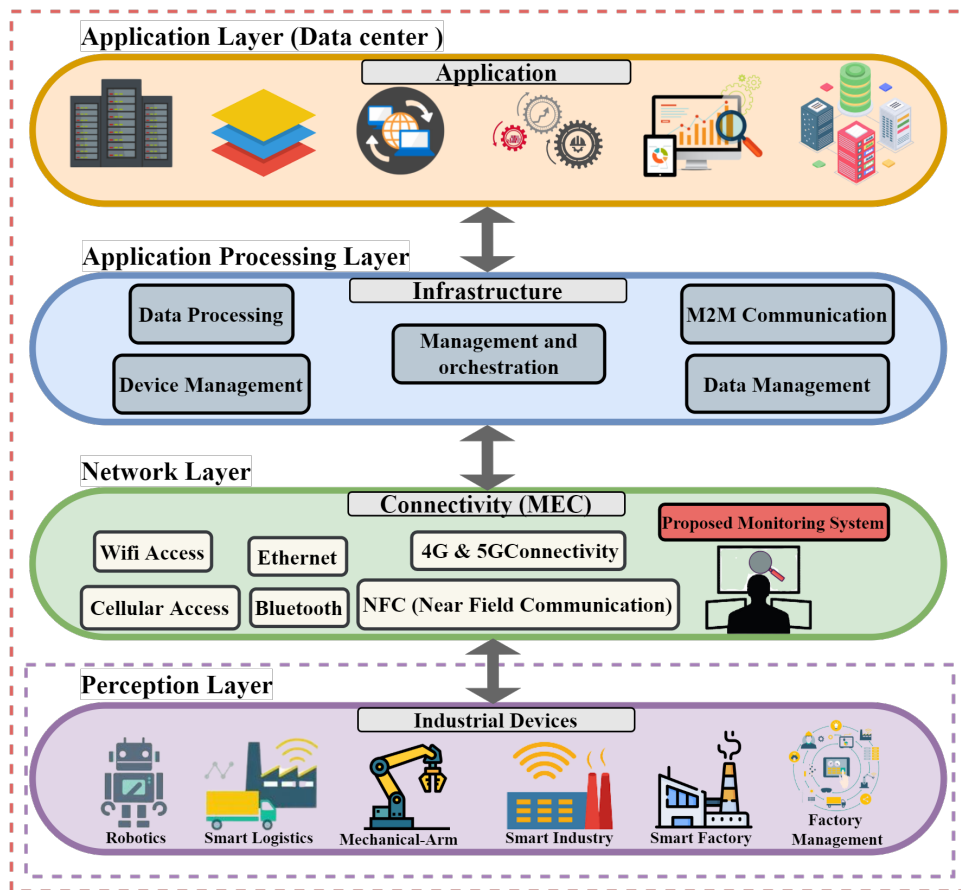 Application Layer (Data center )
Application
Application Processing Layer
Infrastructure
Data Processing
M2M Communication
Management and
orchestration
Device Management
Data Management
Network Layer
Connectivity (MEC)
Proposed Monitoring System
Wifi Access
Ethernet
4G & 5GConnectivity
Cellular Access
Bluetooth
NFC (Near Field Communication)
Perception Layer
Industrial Devices
Robotics
Smart Logistics
Mechanical-Arm
Smart Industry
Smart Factory
Factory
Management